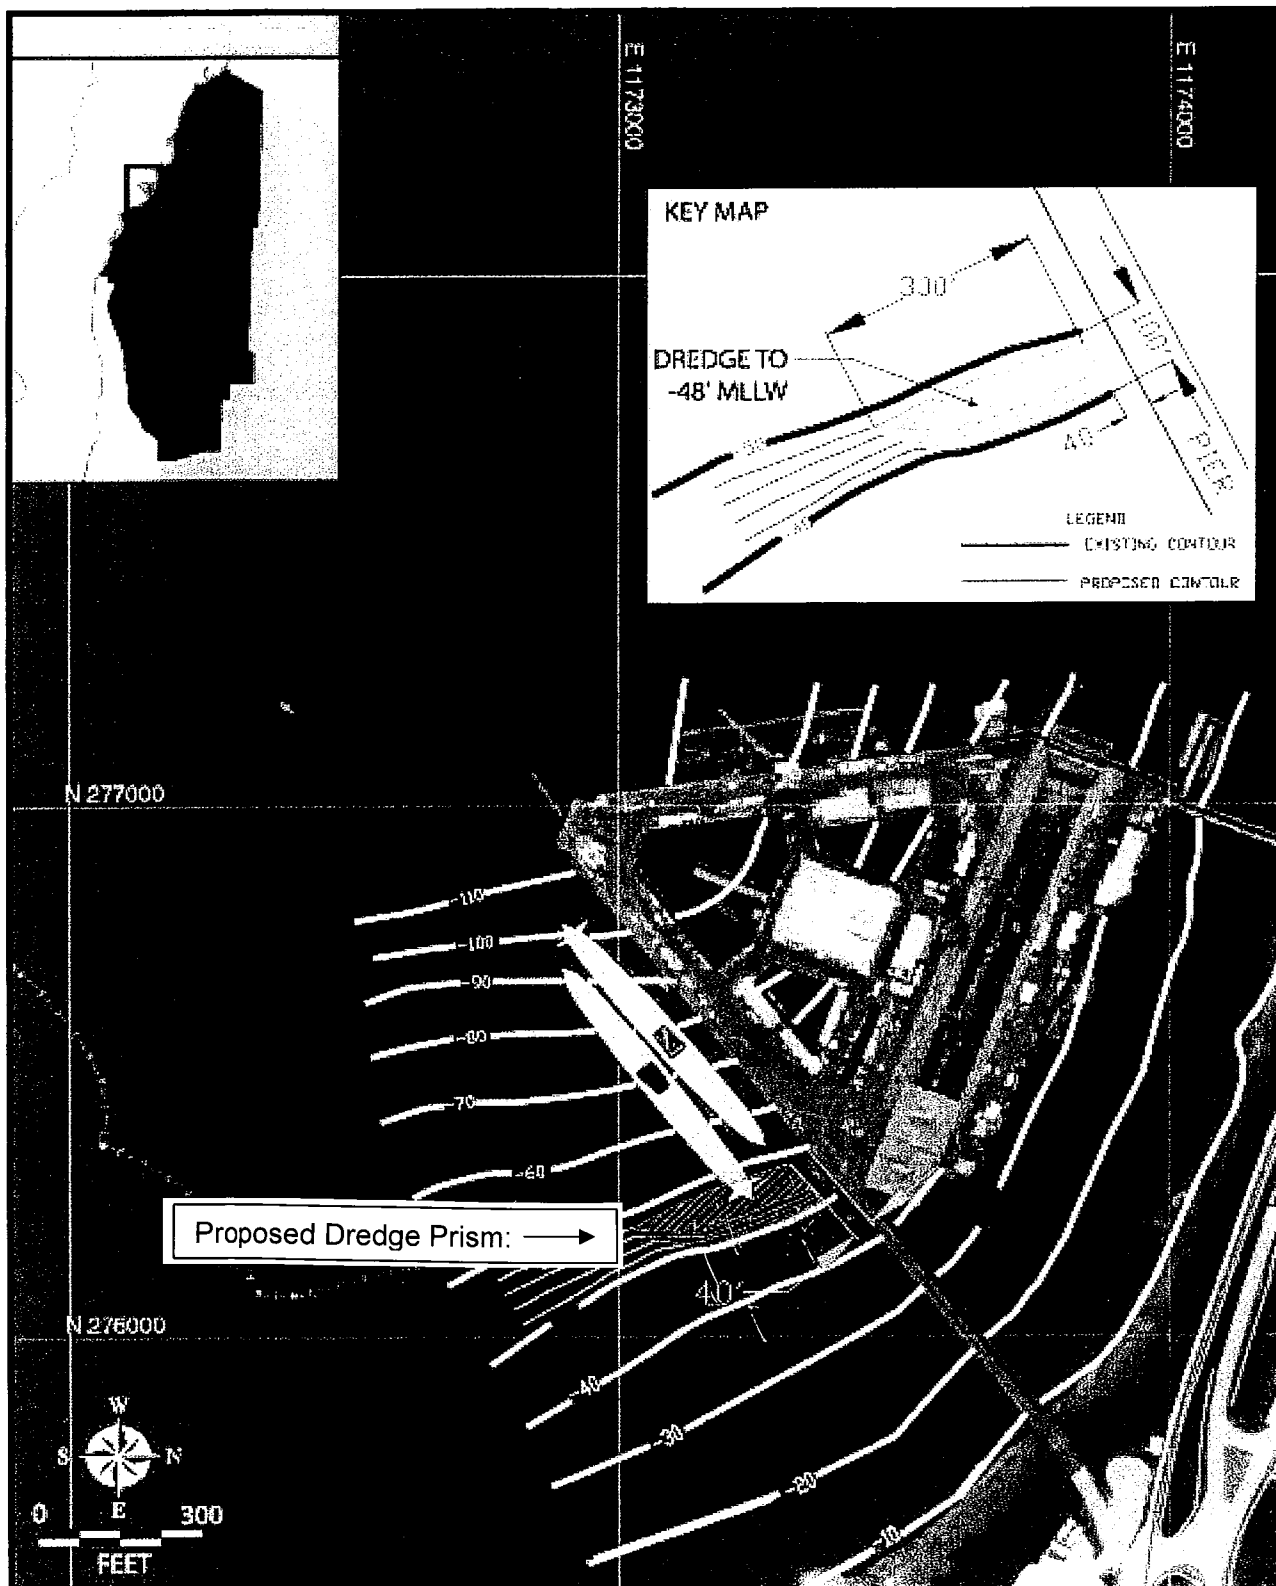 E 1173000
E 1174000
KEY MAP
300'
DREDGE TO
-48' MLLW
100'
40
PIER
LEGEND
EXISTING CONTOUR
PROPOSED CONTOUR
N 277000
-110
-100
-90
-80
-70
-60
Proposed Dredge Prism:
40'
N 276000
-40
-30
-20
-10
W
S
N
E
0
300
FEET